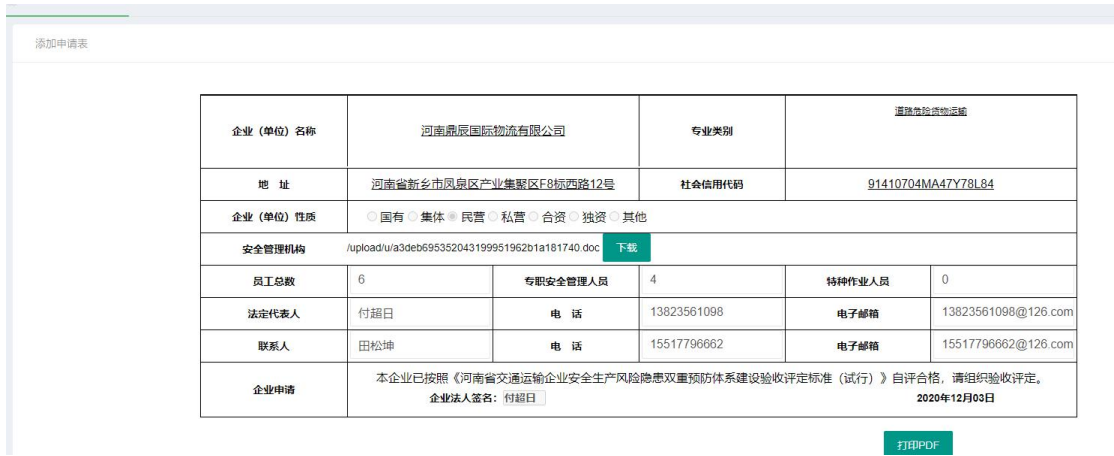 添加申请表
企业（单位）名称 河南鼎辰国际物流有限公司 专业类别 道路危险货物运输
地 址 河南省新乡市凤泉区产业集聚区F8标西路12号 社会信用代码 91410704MA47Y78L84
企业（单位）性质 国有 集体 民营 私营 合资 独资 其他
安全管理机构 /upload/u/a3deb695352043199951962b1a181740.doc 下载
员工总数 6 专职安全管理人员 4 特种作业人员 0
法定代表人 付超日 电 话 13823561098 电子邮箱 13823561098@126.com
联系人 田松坤 电 话 15517796662 电子邮箱 15517796662@126.com
本企业已按照《河南省交通运输企业安全生产风险隐患双重预防体系建设验收评定标准（试行）》自评合格，请组织验收评定。
企业申请
企业法人签名： 付超日 2020年12月03日
打印PDF